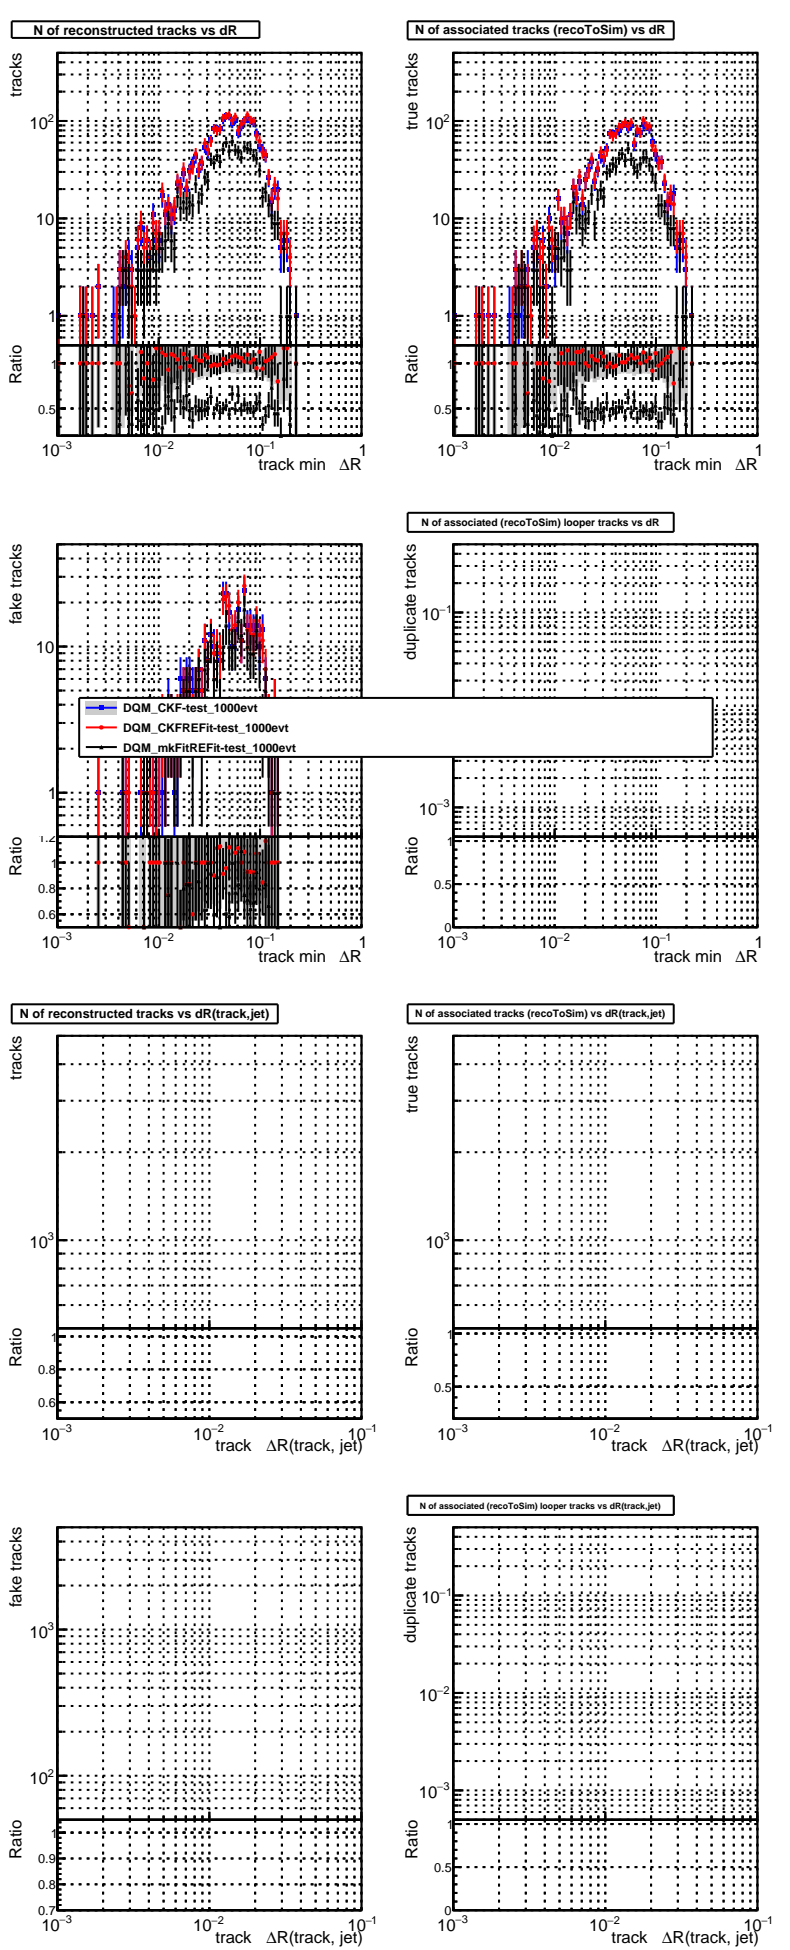 N of reconstructed tracks vs dR
tracks
10²
10
1
Ratio
1
0.5
10⁻³ 10⁻² 10⁻¹ 1
track min ΔR
N of associated tracks (recoToSim) vs dR
true tracks
10²
10
1
Ratio
1
0.5
10⁻³ 10⁻² 10⁻¹ 1
track min ΔR
fake tracks
10
1
Ratio
1.2
1
0.8
0.6
10⁻³ 10⁻² 10⁻¹ 1
track min ΔR
N of associated (recoToSim) looper tracks vs dR
duplicate tracks
10⁻¹
10⁻³
Ratio
1
0.5
0
10⁻³ 10⁻² 10⁻¹ 1
track min ΔR
DQM_CKF-test_1000evt
DQM_CKFREFit-test_1000evt
DQM_mkFitREFit-test_1000evt
N of reconstructed tracks vs dR(track,jet)
tracks
10³
Ratio
1
0.8
0.6
10⁻³ 10⁻² 10⁻¹
track ΔR(track, jet)
N of associated tracks (recoToSim) vs dR(track,jet)
true tracks
10³
Ratio
1
0.5
10⁻³ 10⁻² 10⁻¹
track ΔR(track, jet)
fake tracks
10³
10²
Ratio
1
0.9
0.8
0.7
10⁻³ 10⁻² 10⁻¹
track ΔR(track, jet)
N of associated (recoToSim) looper tracks vs dR(track,jet)
duplicate tracks
10⁻¹
10⁻²
10⁻³
Ratio
1
0.5
0
10⁻³ 10⁻² 10⁻¹
track ΔR(track, jet)